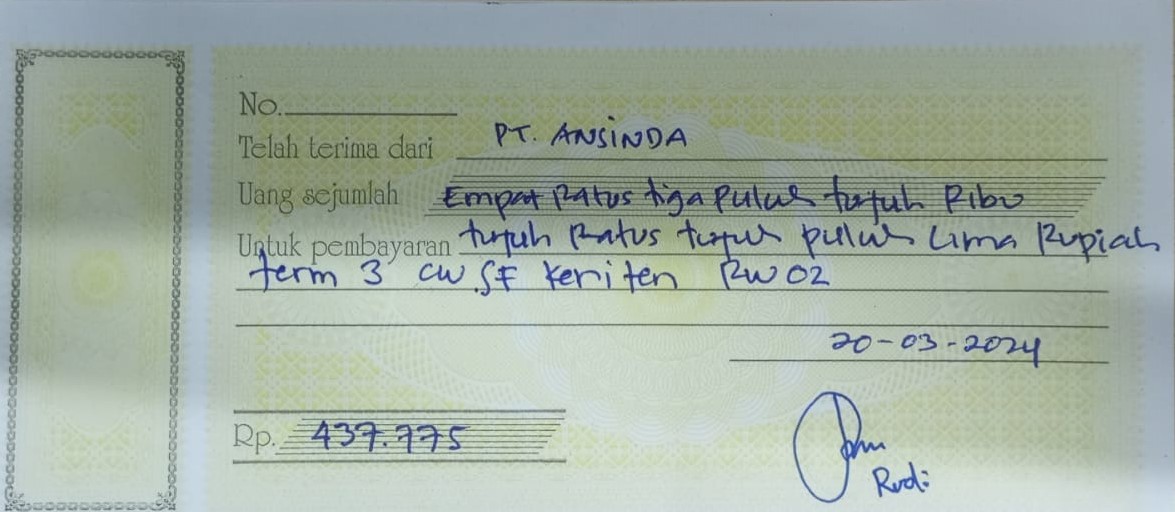 No.
Telah terima dari PT. ANSINDA
Uang sejumlah Empat Ratus tiga Puluh tujuh Ribu
Untuk pembayaran tujuh Ratus tujuh puluh Lima Rupiah
term 3 CW SF Keniten RW 02
20-03-2024
Rp. 437.775
Rudi